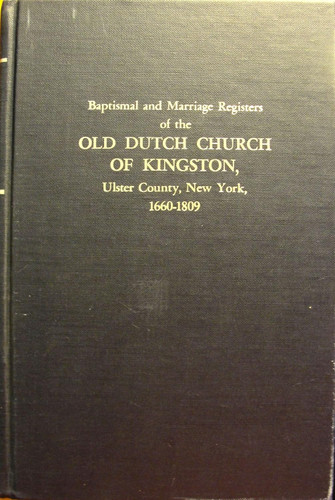 Baptismal and Marriage Registers
of the
OLD DUTCH CHURCH
OF KINGSTON,
Ulster County, New York,
1660-1809